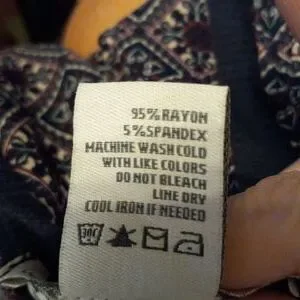 95% RAYON
5% SPANDEX
MACHINE WASH COLD
WITH LIKE COLORS
DO NOT BLEACH
LINE DRY
COOL IRON IF NEEDED